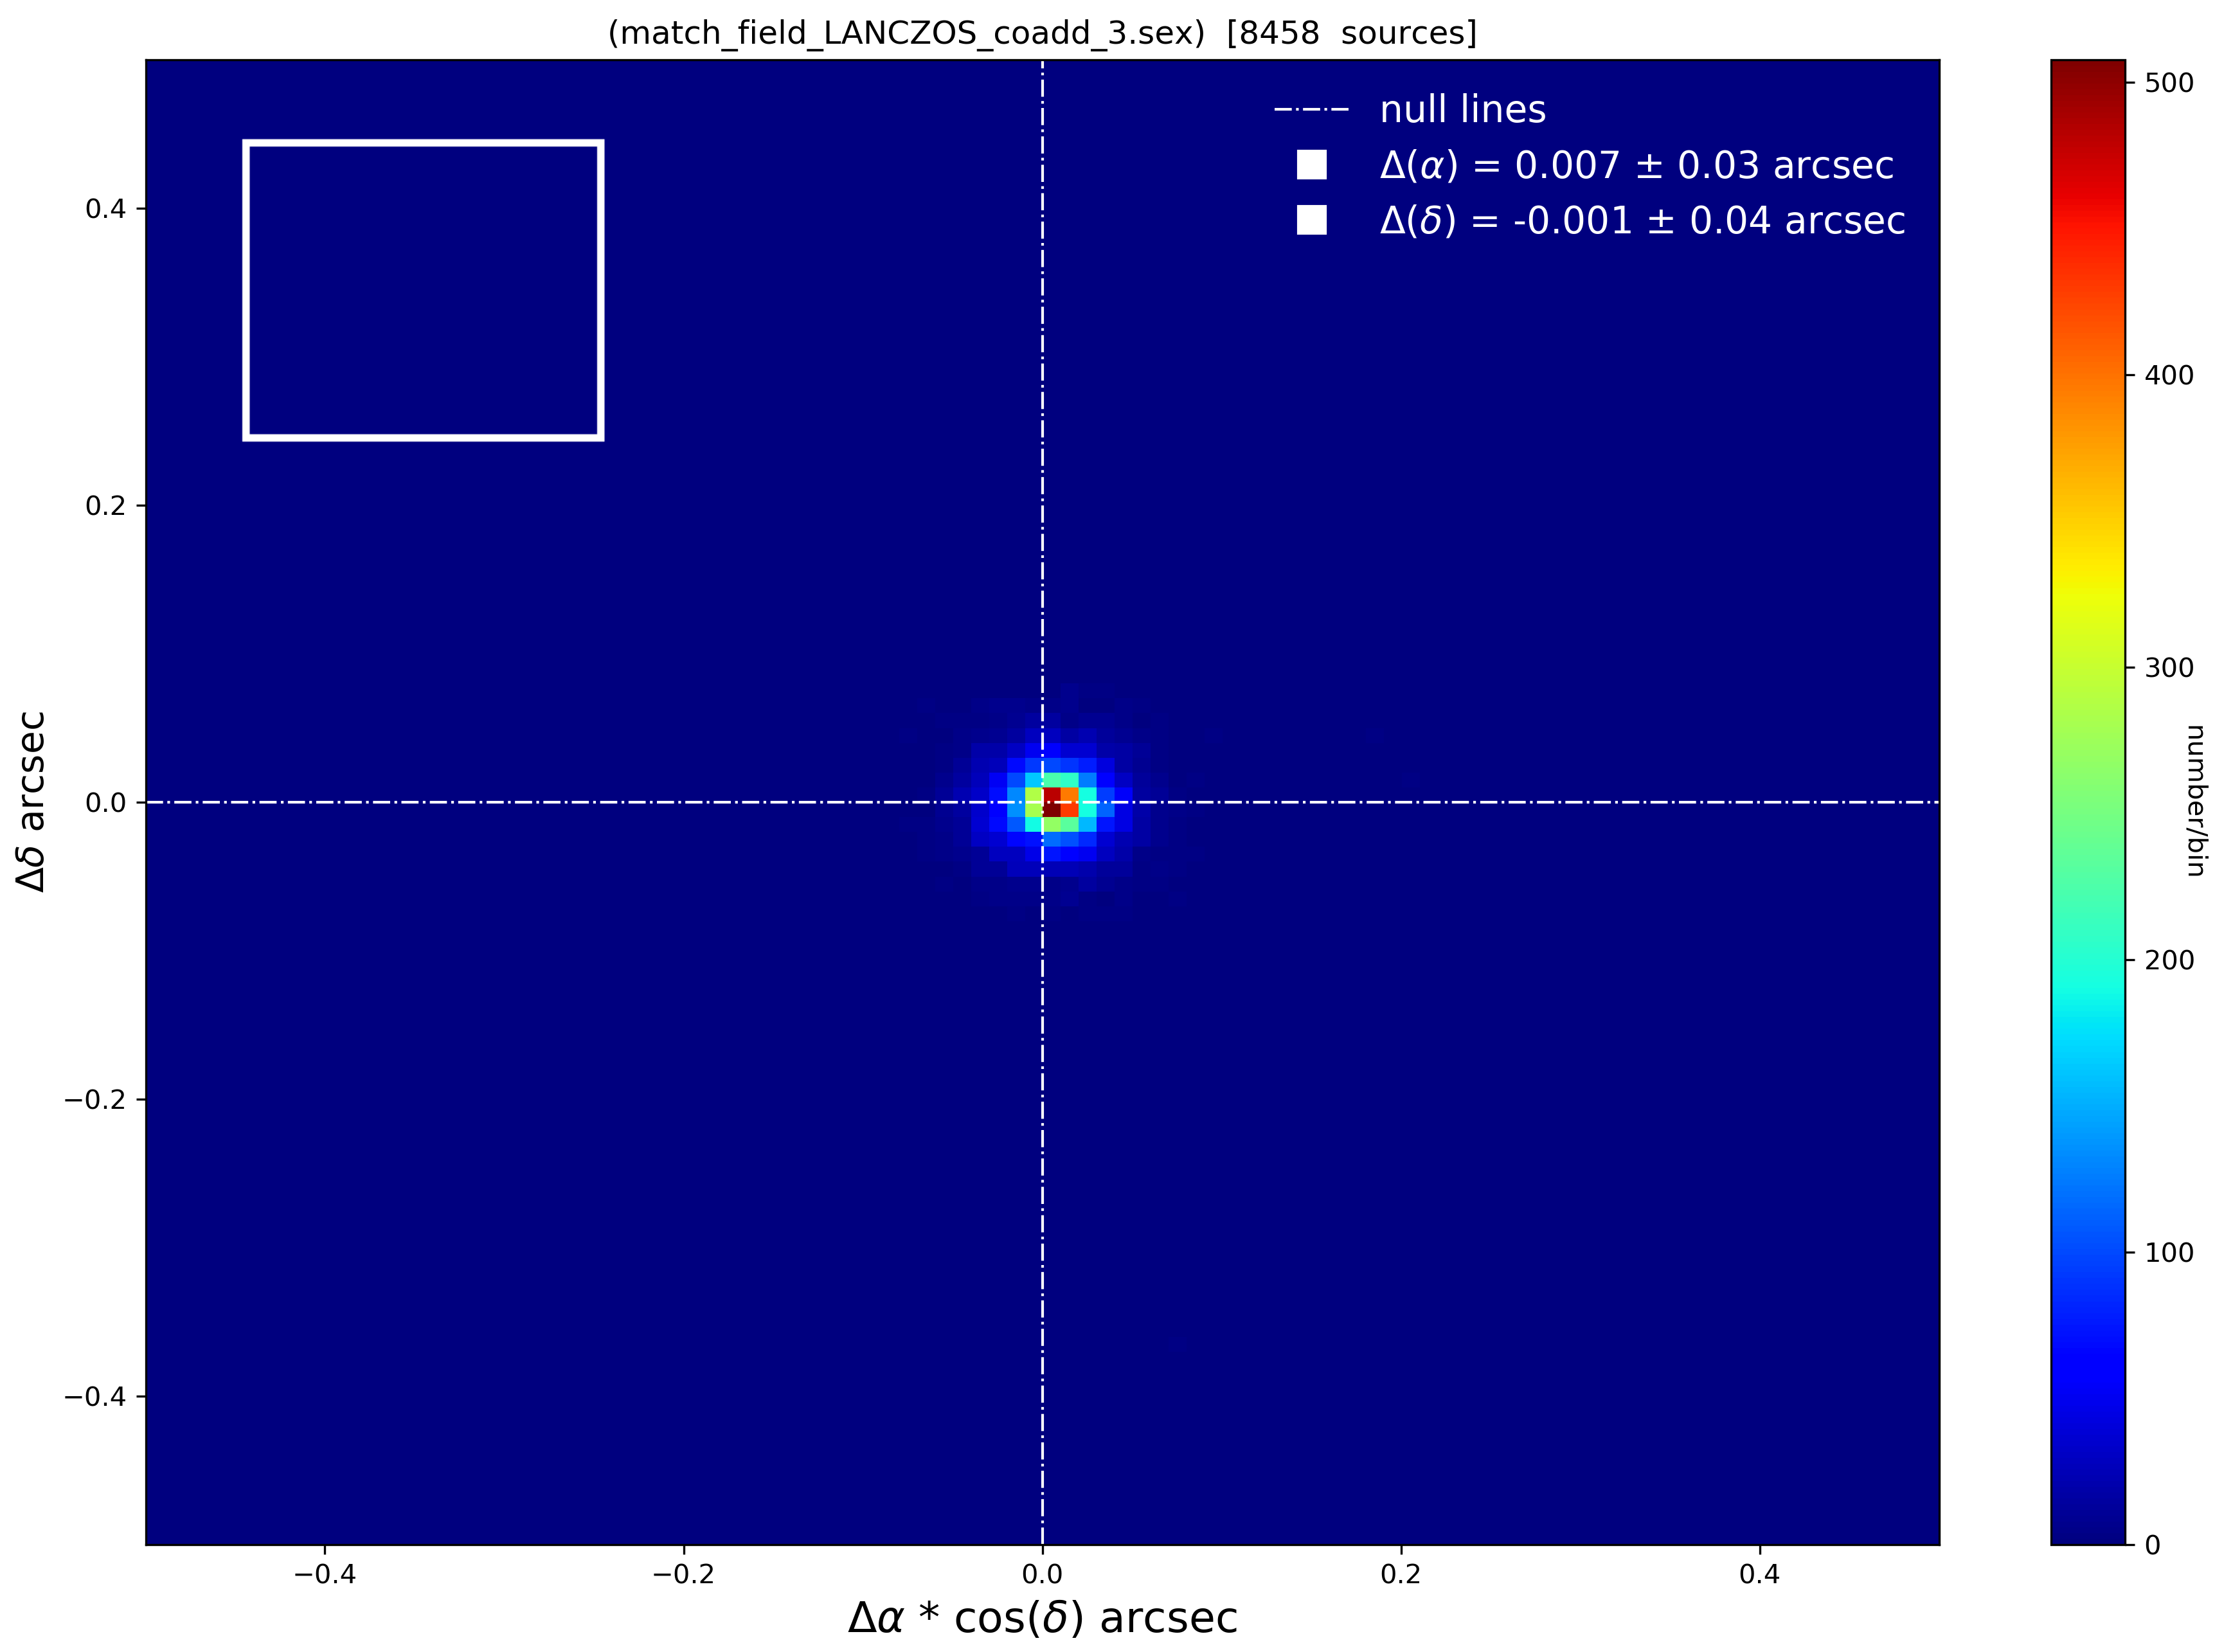 (match_field_LANCZOS_coadd_3.sex) [8458 sources]
null lines
Δ(α) = 0.007 ± 0.03 arcsec
Δ(δ) = -0.001 ± 0.04 arcsec
0.4
0.2
0.0
−0.2
−0.4
Δδ arcsec
−0.4
−0.2
0.0
0.2
0.4
Δα * cos(δ) arcsec
500
400
300
200
100
0
number/bin